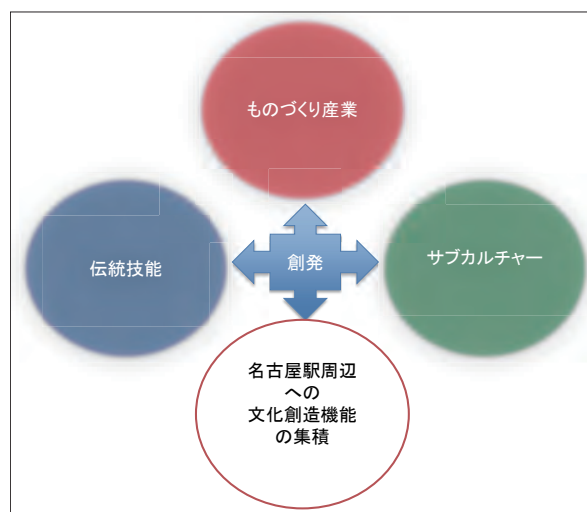 ものづくり産業
伝統技能
創発
サブカルチャー
名古屋駅周辺
への
文化創造機能
の集積